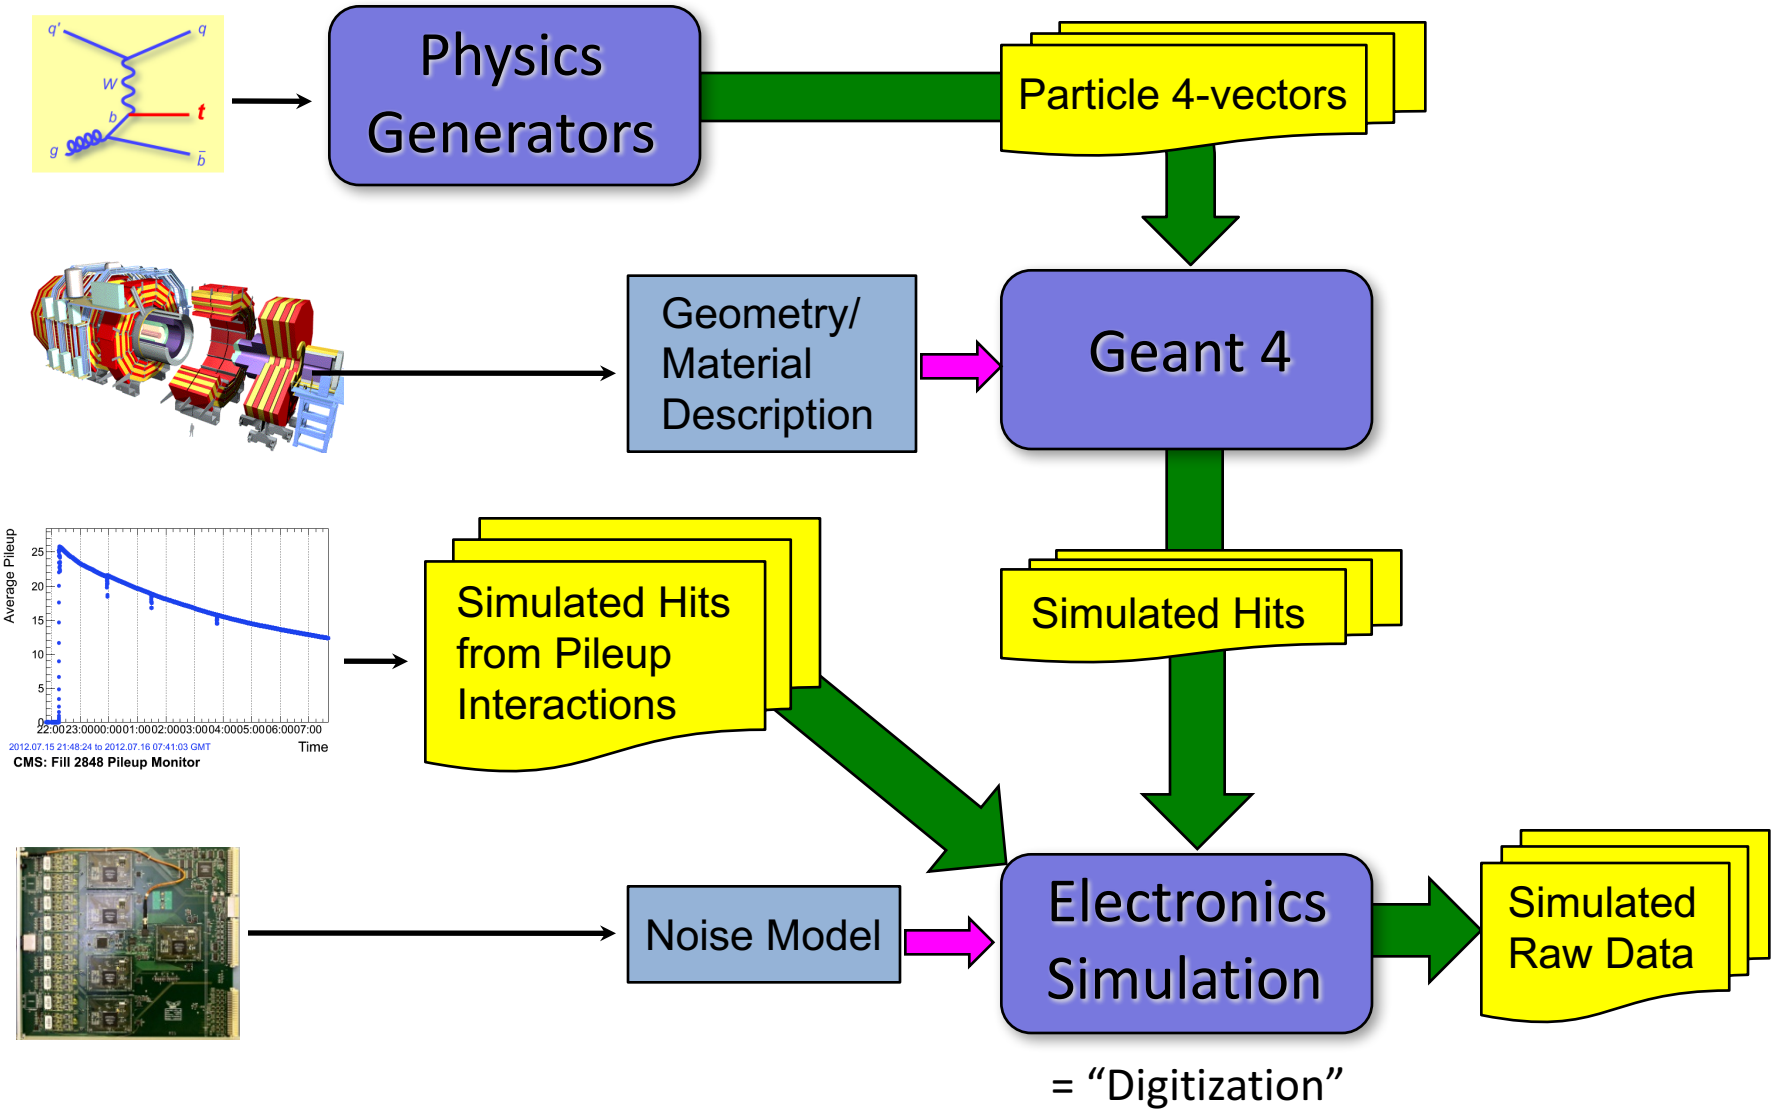 q'
q
W
b
t
g
b̄
Physics
Generators
Particle 4-vectors
Geometry/
Material
Description
Geant 4
Average Pileup
25
20
15
10
5
0
22:00 23:00 00:00 01:00 02:00 03:00 04:00 05:00 06:00 07:00
Time
2012.07.15 21:48:24 to 2012.07.16 07:41:03 GMT
CMS: Fill 2848 Pileup Monitor
Simulated Hits
from Pileup
Interactions
Simulated Hits
Noise Model
Electronics
Simulation
Simulated
Raw Data
= “Digitization”